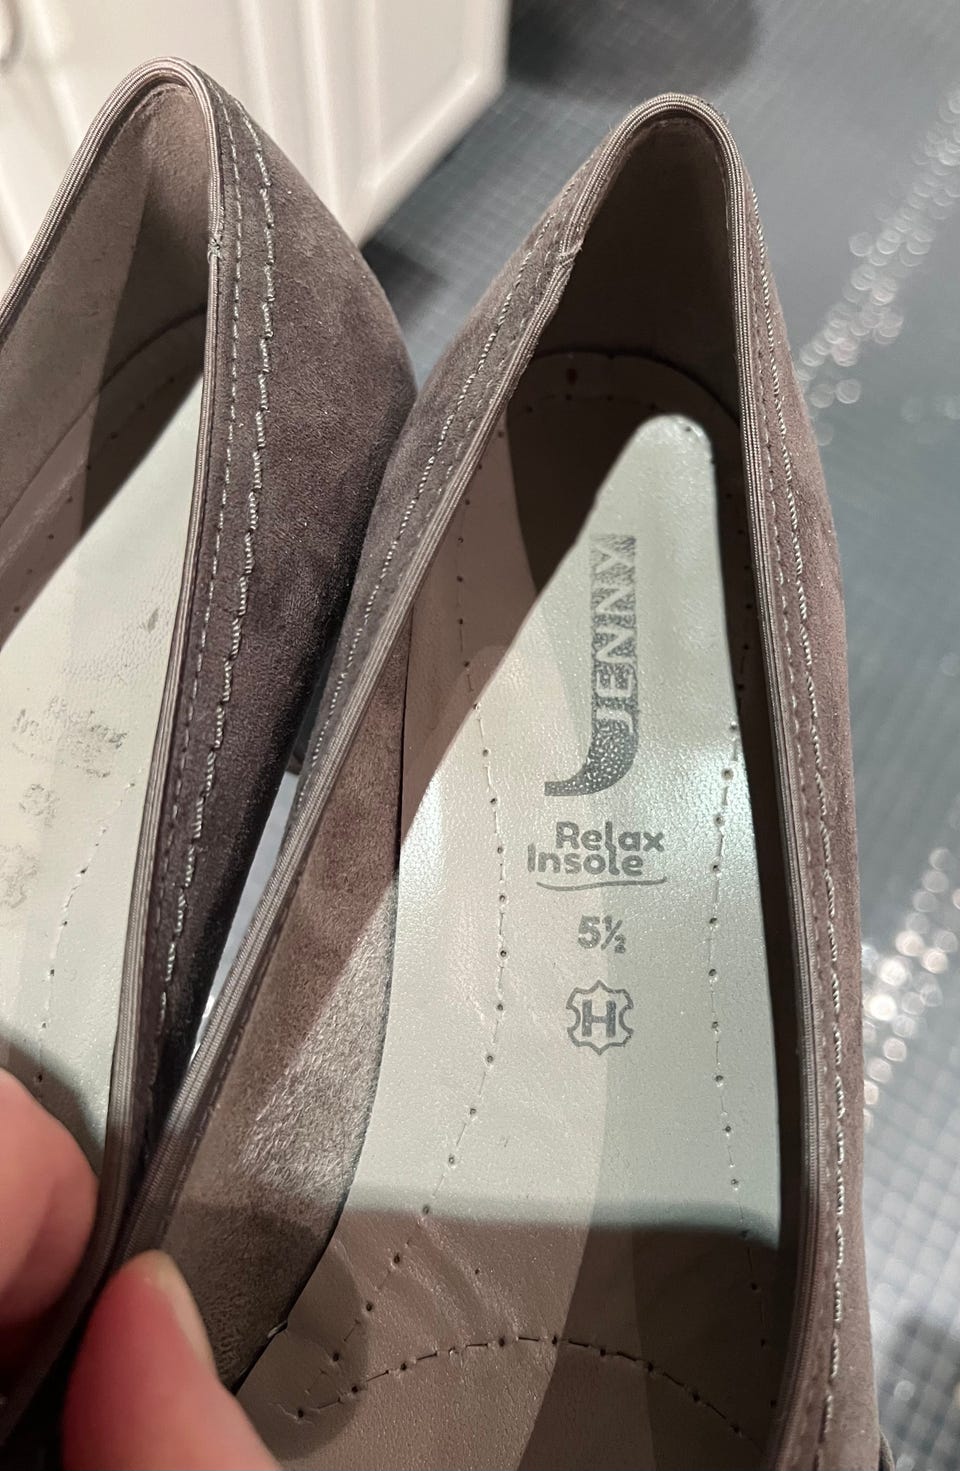 JENNY
Relax
Insole
5½
H